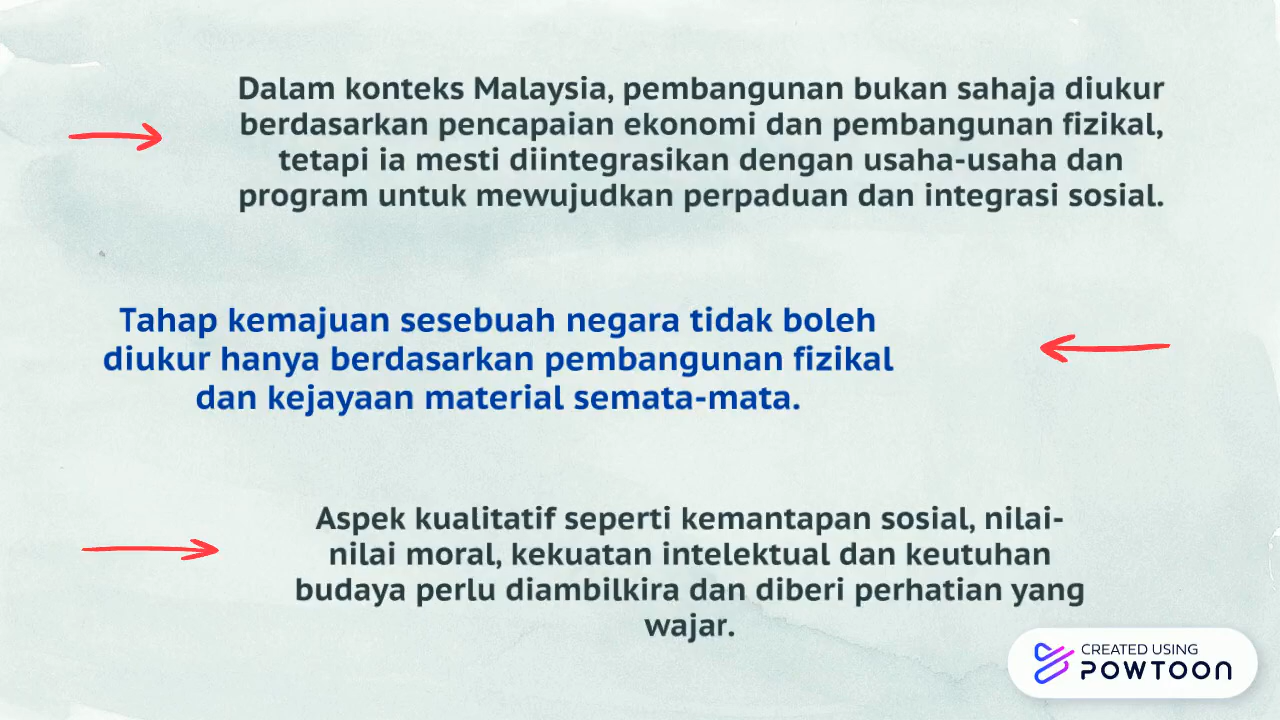 Dalam konteks Malaysia, pembangunan bukan sahaja diukur
berdasarkan pencapaian ekonomi dan pembangunan fizikal,
tetapi ia mesti diintegrasikan dengan usaha-usaha dan
program untuk mewujudkan perpaduan dan integrasi sosial.
Tahap kemajuan sesebuah negara tidak boleh
diukur hanya berdasarkan pembangunan fizikal
dan kejayaan material semata-mata.
Aspek kualitatif seperti kemantapan sosial, nilai-
nilai moral, kekuatan intelektual dan keutuhan
budaya perlu diambilkira dan diberi perhatian yang
wajar.
CREATED USING
POWTOON